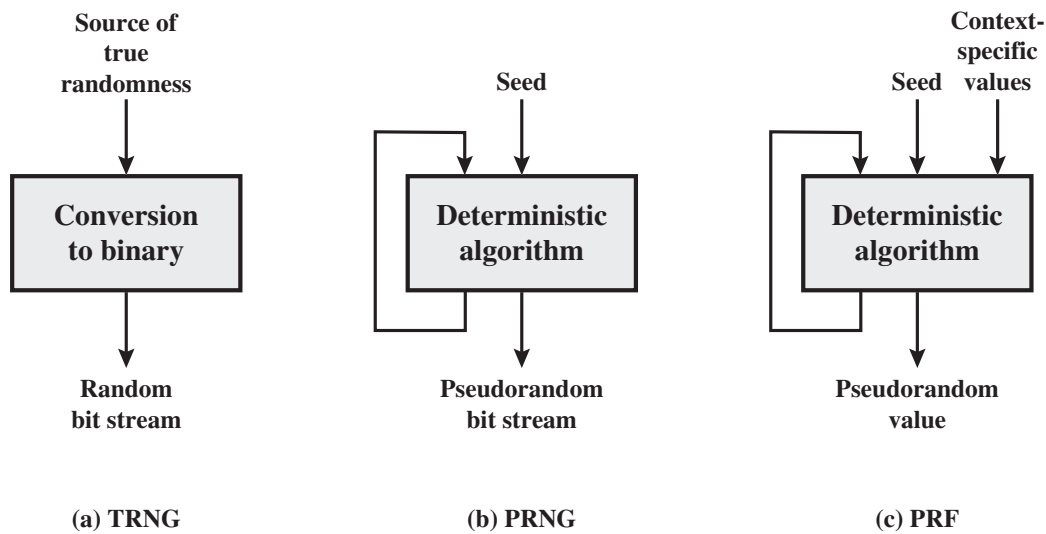 Source of
true
randomness
Conversion
to binary
Random
bit stream
(a) TRNG
Seed
Deterministic
algorithm
Pseudorandom
bit stream
(b) PRNG
Context-
specific
values
Seed
Deterministic
algorithm
Pseudorandom
value
(c) PRF